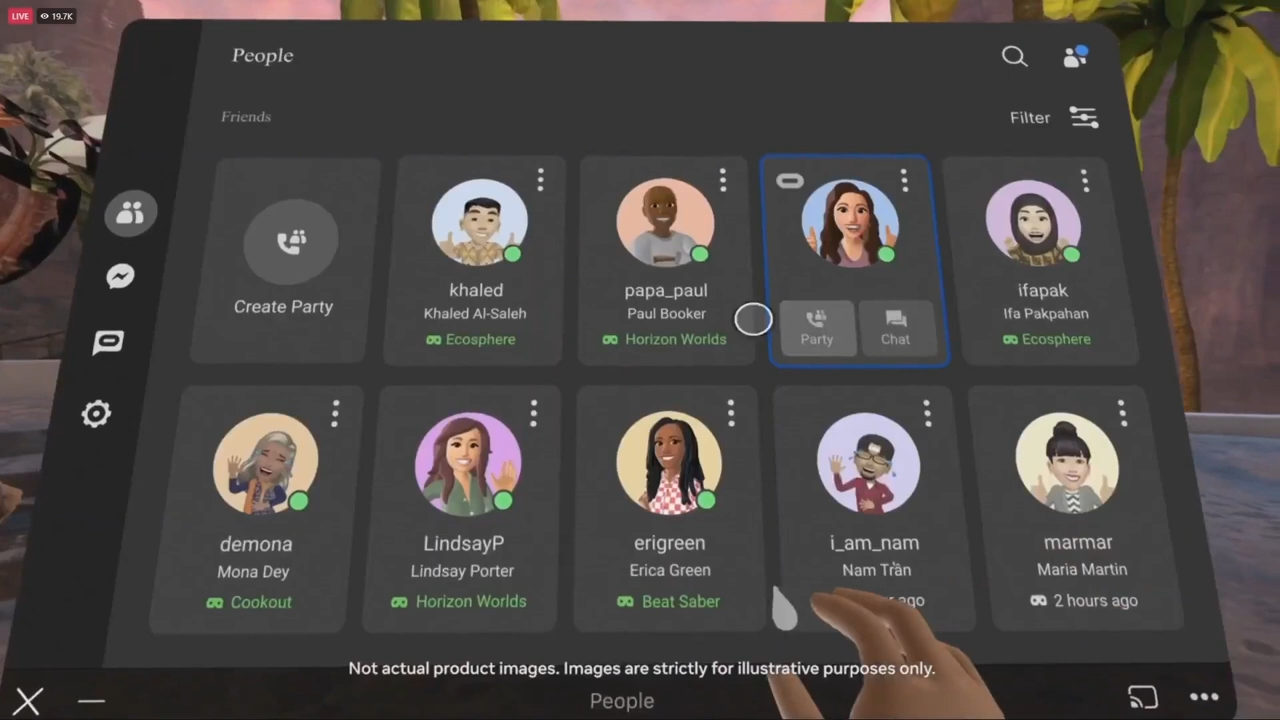 LIVE 19.7K
People
Friends
Filter
Create Party
khaled
Khaled Al-Saleh
Ecosphere
papa_paul
Paul Booker
Horizon Worlds
Party
Chat
ifapak
Ifa Pakpahan
Ecosphere
demona
Mona Dey
Cookout
LindsayP
Lindsay Porter
Horizon Worlds
erigreen
Erica Green
Beat Saber
i_am_nam
Nam Trần
ago
marmar
Maria Martin
2 hours ago
Not actual product images. Images are strictly for illustrative purposes only.
People